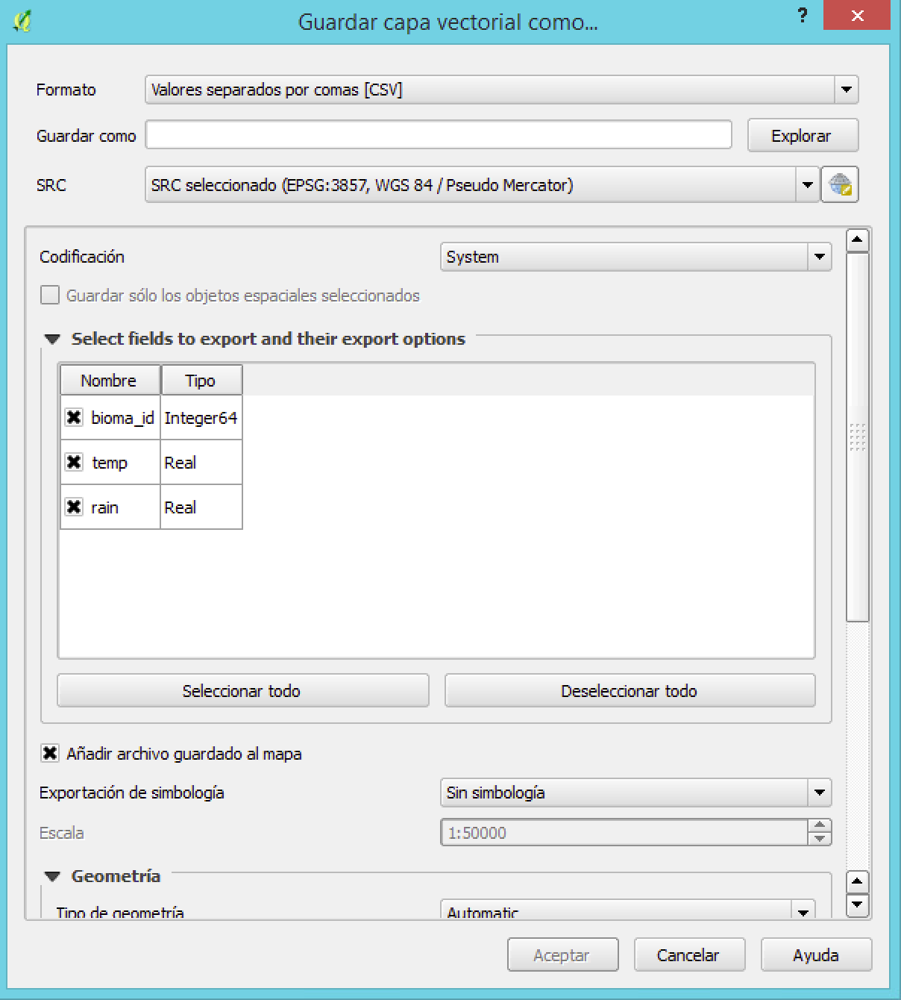 Guardar capa vectorial como...
?
Formato
Valores separados por comas [CSV]
Guardar como
Explorar
SRC
SRC seleccionado (EPSG:3857, WGS 84 / Pseudo Mercator)
Codificación
System
Guardar sólo los objetos espaciales seleccionados
Select fields to export and their export options
Nombre Tipo
bioma_id Integer64
temp Real
rain Real
Seleccionar todo
Deseleccionar todo
Añadir archivo guardado al mapa
Exportación de simbología
Sin simbología
Escala
1:50000
Geometría
Tipo de geometría
Automatic
Aceptar
Cancelar
Ayuda